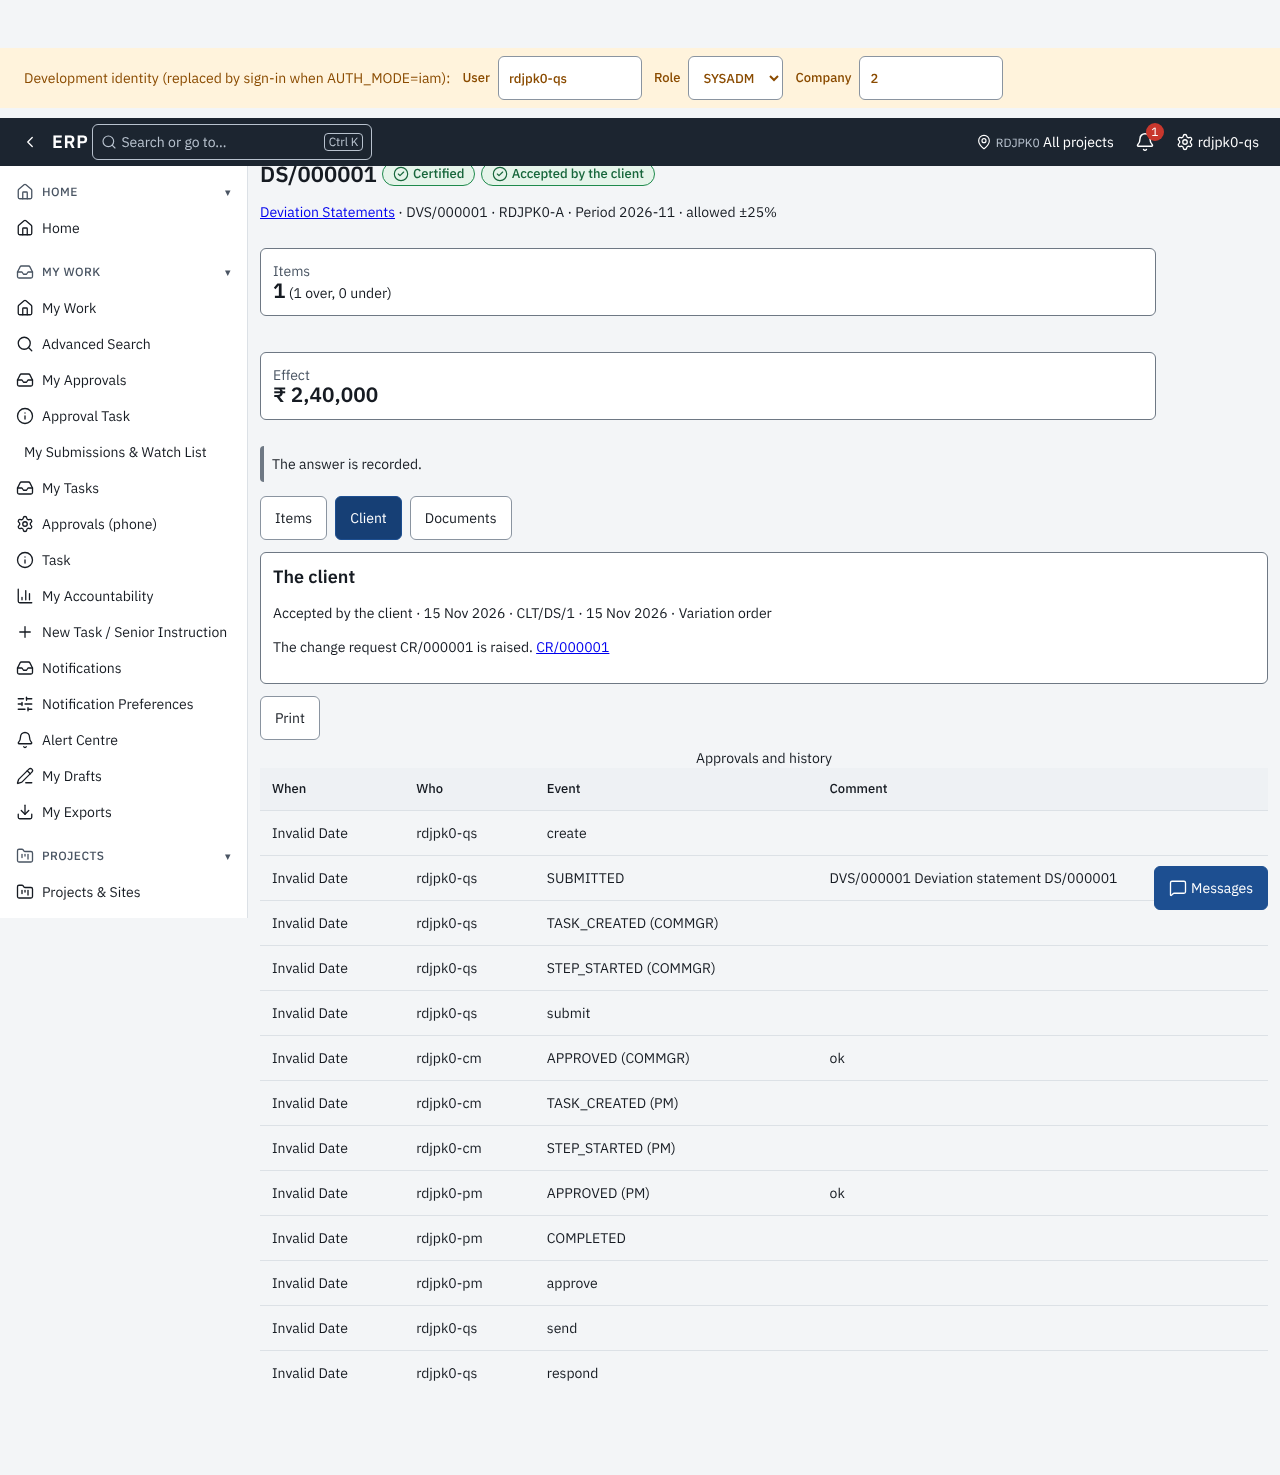 Development identity (replaced by sign-in when AUTH_MODE=iam): User rdjpk0-qs Role SYSADM Company 2
ERP Search or go to... Ctrl K RDJPK0 All projects 1 rdjpk0-qs
HOME
Home
MY WORK
My Work
Advanced Search
My Approvals
Approval Task
My Submissions & Watch List
My Tasks
Approvals (phone)
Task
My Accountability
New Task / Senior Instruction
Notifications
Notification Preferences
Alert Centre
My Drafts
My Exports
PROJECTS
Projects & Sites
DS/000001 Certified Accepted by the client
Deviation Statements · DVS/000001 · RDJPK0-A · Period 2026-11 · allowed ±25%
Items
1 (1 over, 0 under)
Effect
₹ 2,40,000
The answer is recorded.
Items Client Documents
The client
Accepted by the client · 15 Nov 2026 · CLT/DS/1 · 15 Nov 2026 · Variation order
The change request CR/000001 is raised. CR/000001
Print
Approvals and history
When Who Event Comment
Invalid Date rdjpk0-qs create
Invalid Date rdjpk0-qs SUBMITTED DVS/000001 Deviation statement DS/000001
Messages
Invalid Date rdjpk0-qs TASK_CREATED (COMMGR)
Invalid Date rdjpk0-qs STEP_STARTED (COMMGR)
Invalid Date rdjpk0-qs submit
Invalid Date rdjpk0-cm APPROVED (COMMGR) ok
Invalid Date rdjpk0-cm TASK_CREATED (PM)
Invalid Date rdjpk0-cm STEP_STARTED (PM)
Invalid Date rdjpk0-pm APPROVED (PM) ok
Invalid Date rdjpk0-pm COMPLETED
Invalid Date rdjpk0-pm approve
Invalid Date rdjpk0-qs send
Invalid Date rdjpk0-qs respond